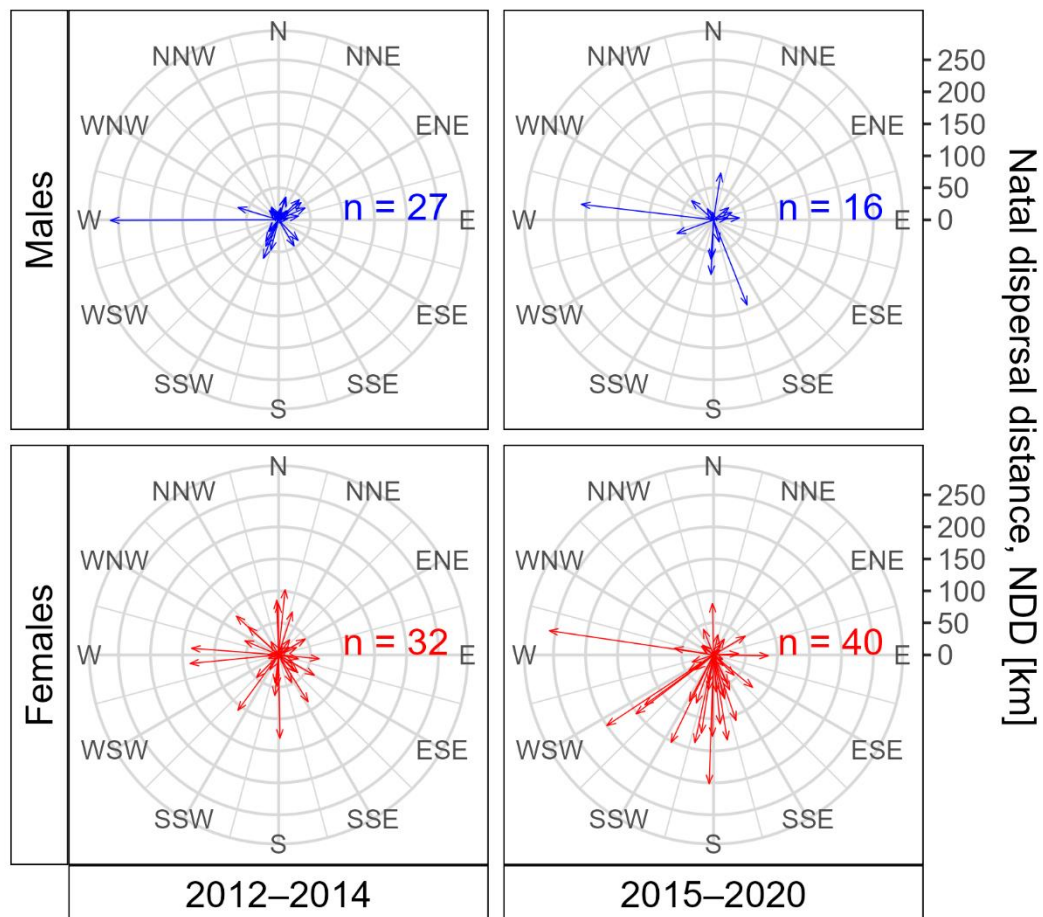 Males
N
NNW
NNE
WNW
ENE
W
n = 27
E
WSW
ESE
SSW
SSE
S
N
NNW
NNE
WNW
ENE
W
n = 16
E
WSW
ESE
SSW
SSE
S
250
200
150
100
50
0
Females
N
NNW
NNE
WNW
ENE
W
n = 32
E
WSW
ESE
SSW
SSE
S
N
NNW
NNE
WNW
ENE
W
n = 40
E
WSW
ESE
SSW
SSE
S
250
200
150
100
50
0
Natal dispersal distance, NDD [km]
2012–2014
2015–2020